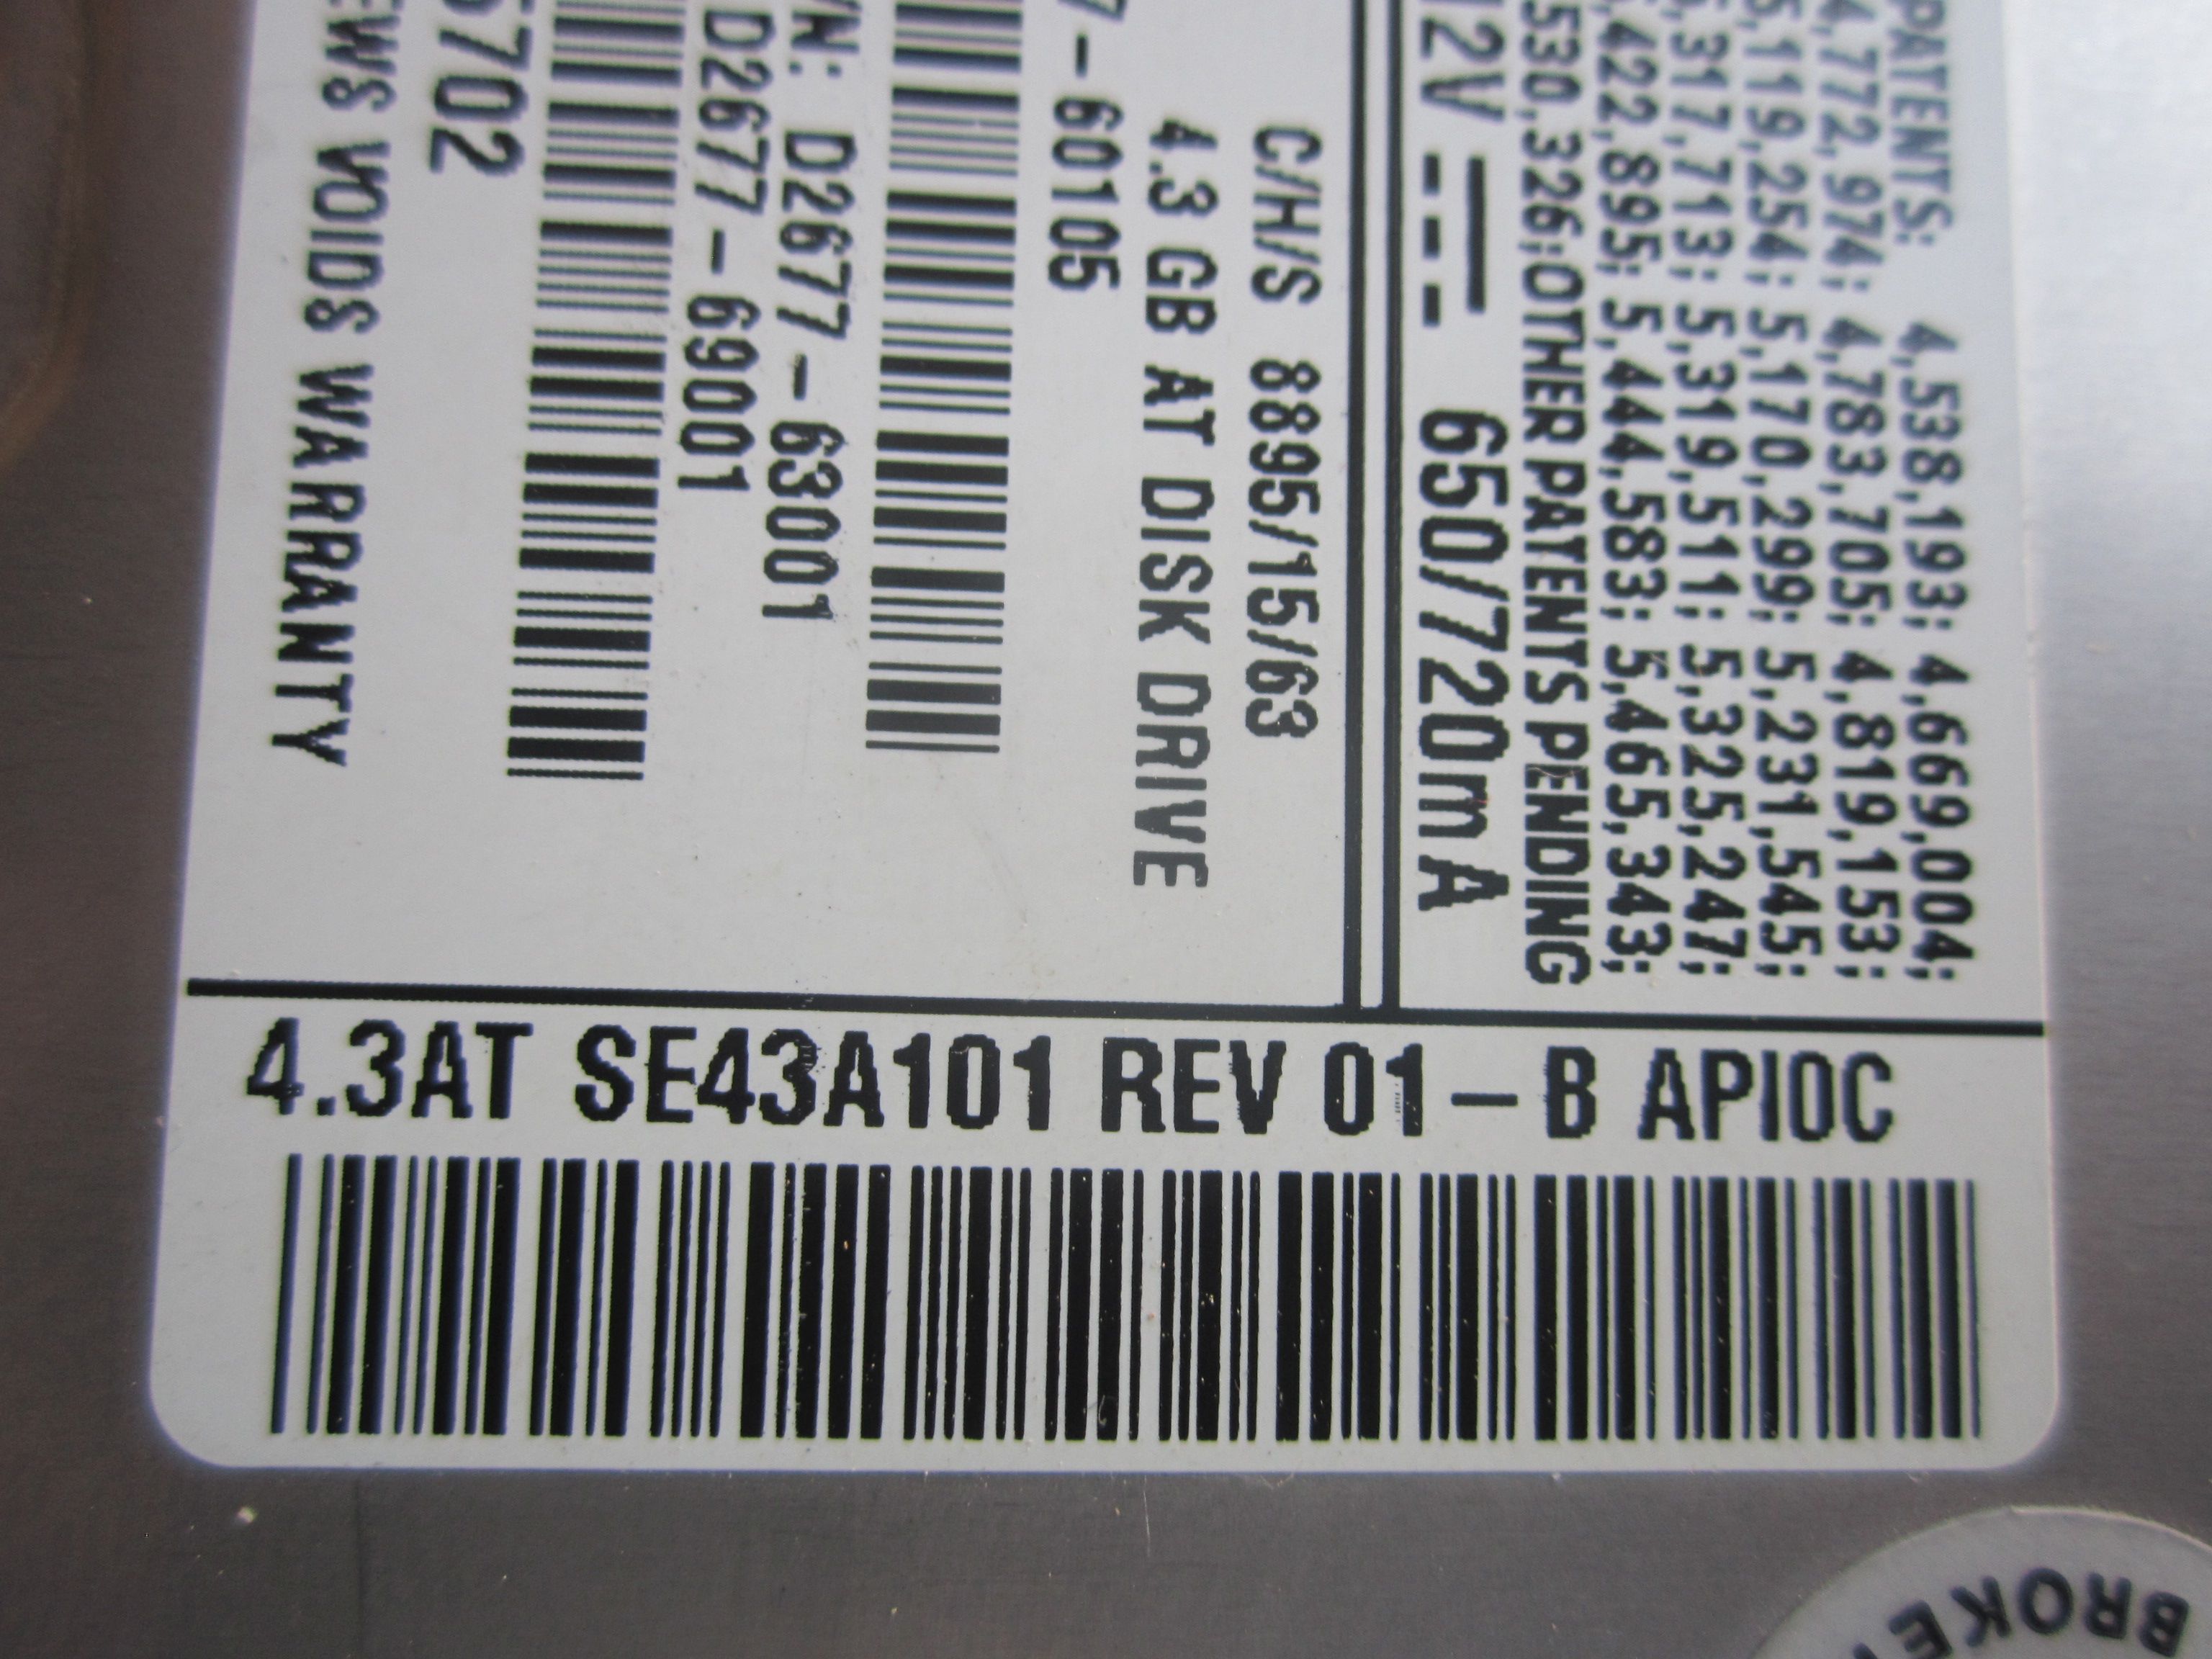 PATENTS: 4,538,193; 4,669,004;
4,772,974; 4,783,705; 4,819,153;
5,119,254; 5,170,299; 5,231,545;
5,317,713; 5,319,511; 5,325,247;
,422,895; 5,444,583; 5,465,343;
530,326;OTHER PATENTS PENDING
12V 650/720mA
C/H/S 8895/15/63
4.3 GB AT DISK DRIVE
7-60105
/N: D2677-63001
D2677-69001
5702
EWS VOIDS WARRANTY
4.3AT SE43A101 REV 01-B API0C
BROKE